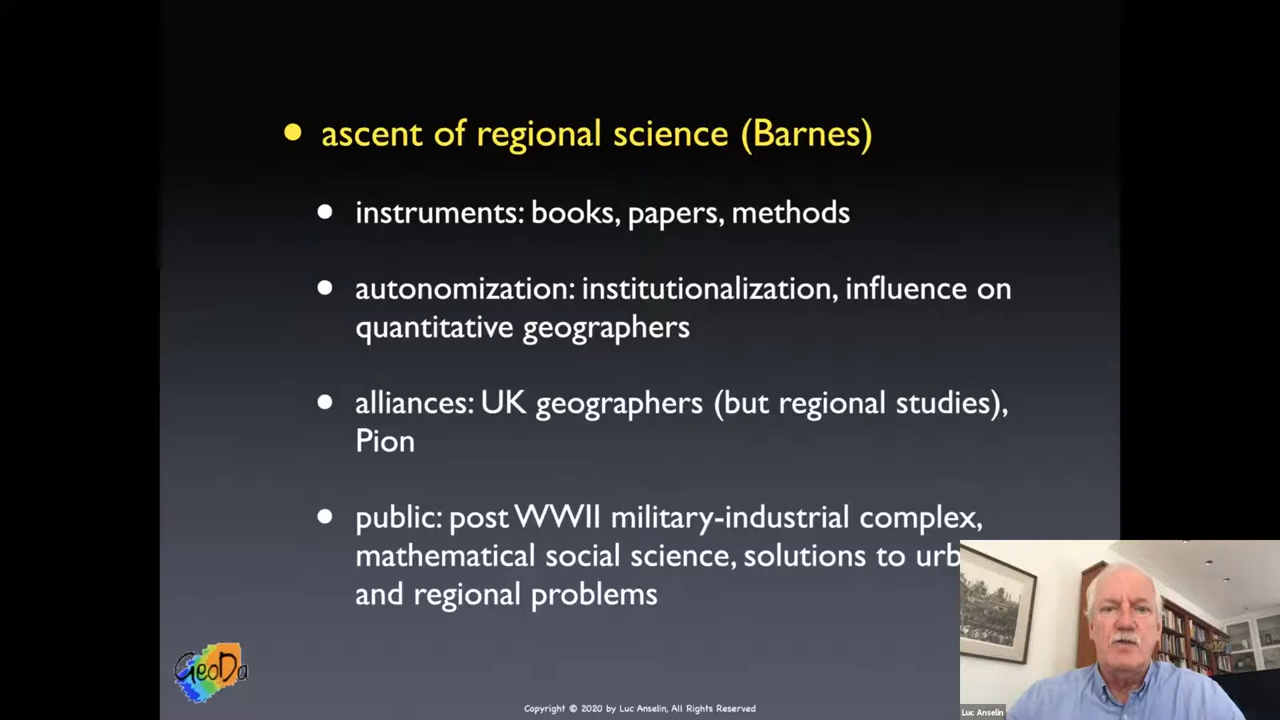 ascent of regional science (Barnes)
instruments: books, papers, methods
autonomization: institutionalization, influence on
quantitative geographers
alliances: UK geographers (but regional studies),
Pion
public: post WWII military-industrial complex,
mathematical social science, solutions to urb
and regional problems
GeoDa
Copyright © 2020 by Luc Anselin, All Rights Reserved
Luc Anselin